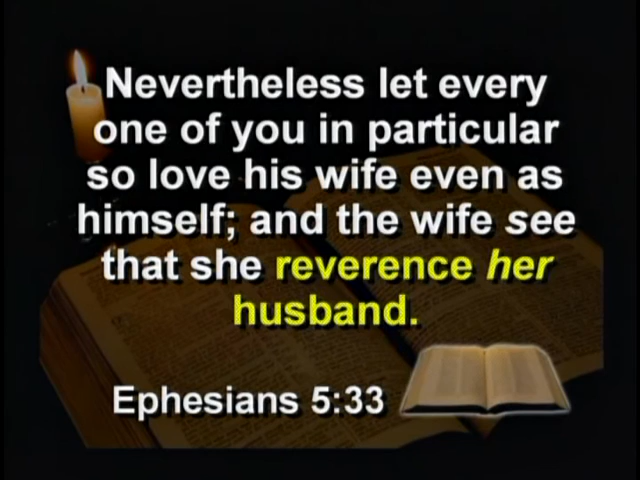 Nevertheless let every
one of you in particular
so love his wife even as
himself; and the wife see
that she reverence her
husband.
Ephesians 5:33